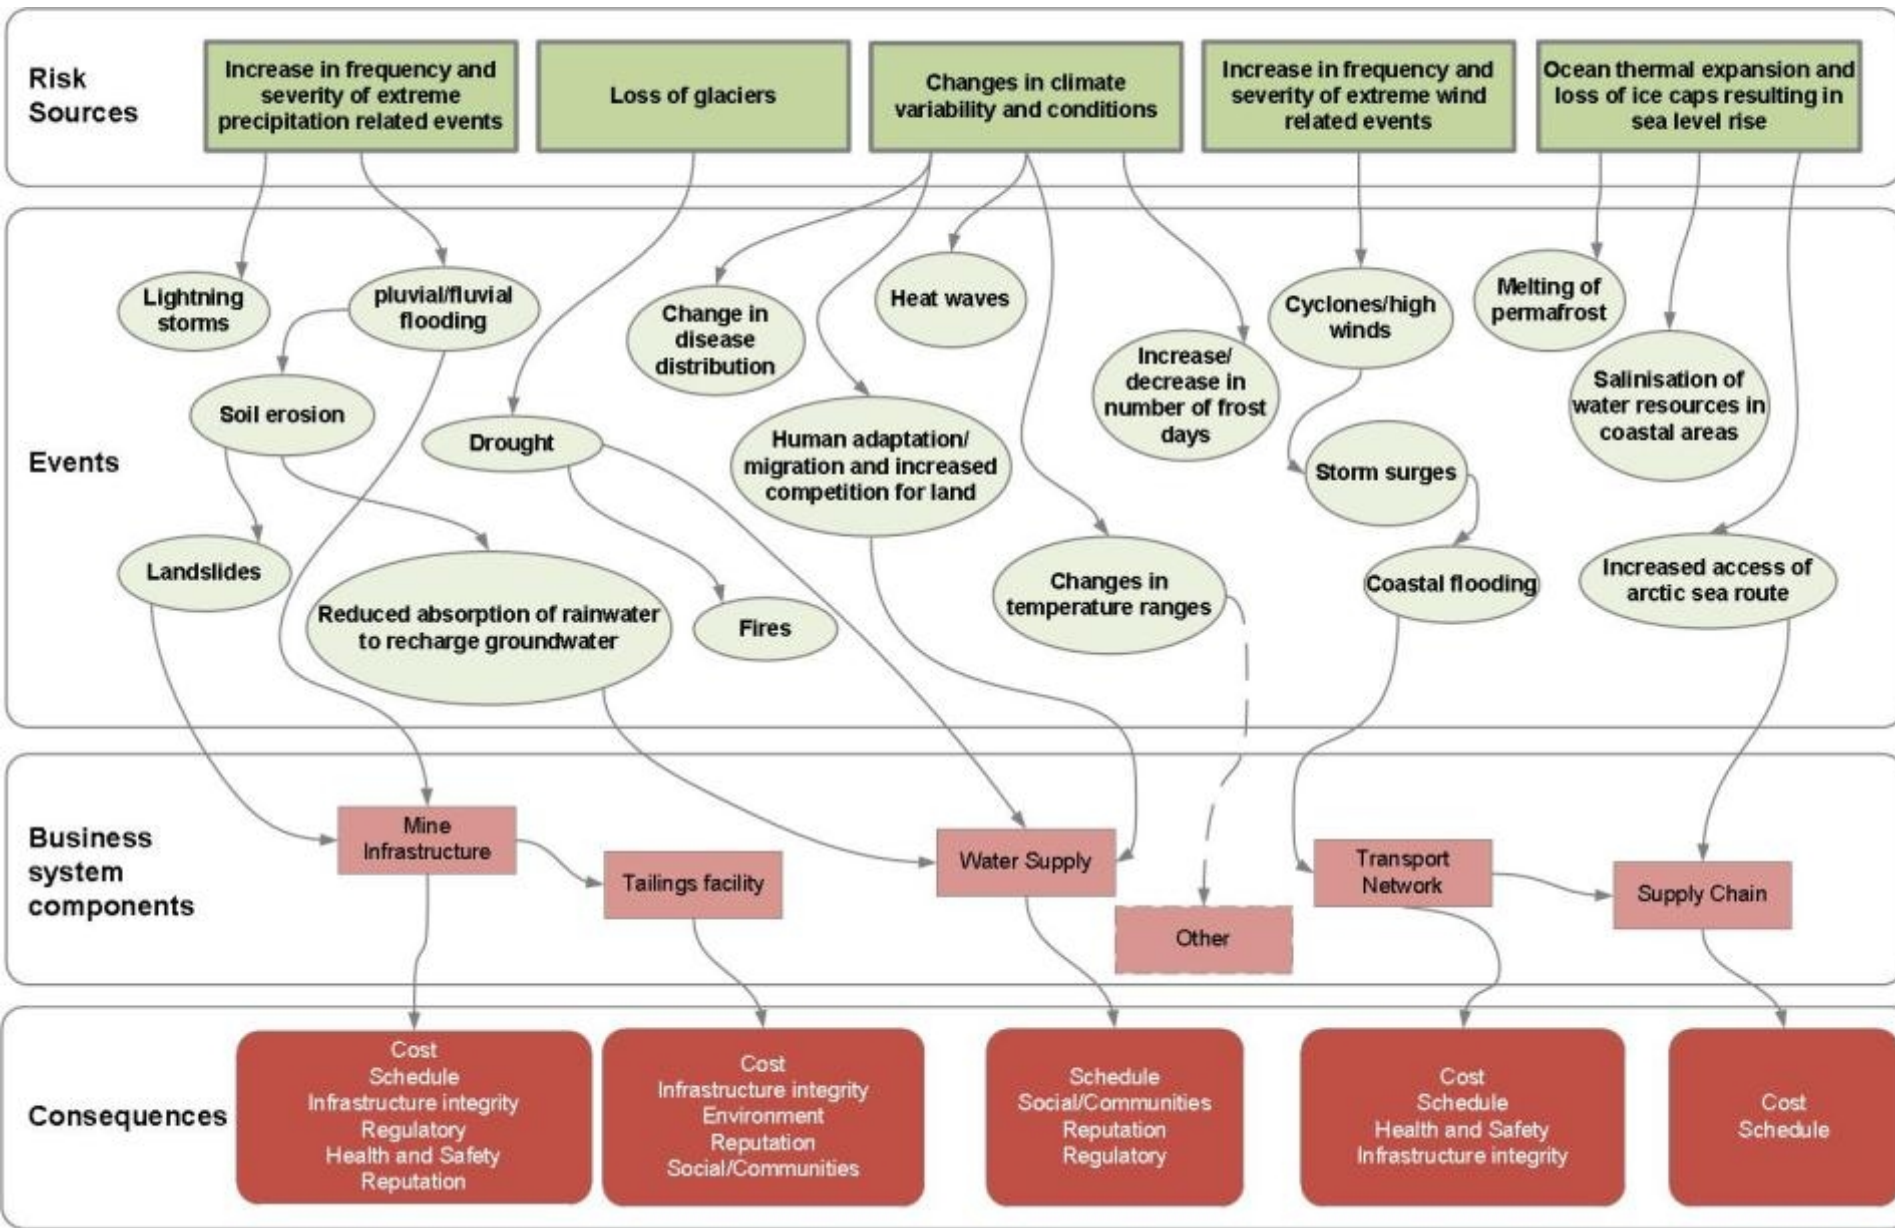 Risk
Sources
Increase in frequency and
severity of extreme
precipitation related events
Loss of glaciers
Changes in climate
variability and conditions
Increase in frequency and
severity of extreme wind
related events
Ocean thermal expansion and
loss of ice caps resulting in
sea level rise
Events
Lightning
storms
pluvial/fluvial
flooding
Change in
disease
distribution
Heat waves
Increase/
decrease in
number of frost
days
Cyclones/high
winds
Melting of
permafrost
Salinisation of
water resources in
coastal areas
Soil erosion
Drought
Human adaptation/
migration and increased
competition for land
Storm surges
Landslides
Reduced absorption of rainwater
to recharge groundwater
Fires
Changes in
temperature ranges
Coastal flooding
Increased access of
arctic sea route
Business
system
components
Mine
Infrastructure
Tailings facility
Water Supply
Other
Transport
Network
Supply Chain
Consequences
Cost
Schedule
Infrastructure integrity
Regulatory
Health and Safety
Reputation
Cost
Infrastructure integrity
Environment
Reputation
Social/Communities
Schedule
Social/Communities
Reputation
Regulatory
Cost
Schedule
Health and Safety
Infrastructure integrity
Cost
Schedule